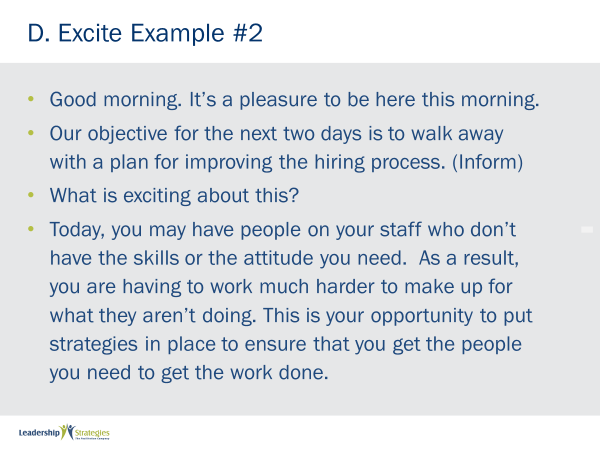 D. Excite Example #2
• Good morning. It’s a pleasure to be here this morning.
• Our objective for the next two days is to walk away
with a plan for improving the hiring process. (Inform)
• What is exciting about this?
• Today, you may have people on your staff who don’t
have the skills or the attitude you need.  As a result,
you are having to work much harder to make up for
what they aren’t doing. This is your opportunity to put
strategies in place to ensure that you get the people
you need to get the work done.
Leadership Strategies
The Facilitation Company